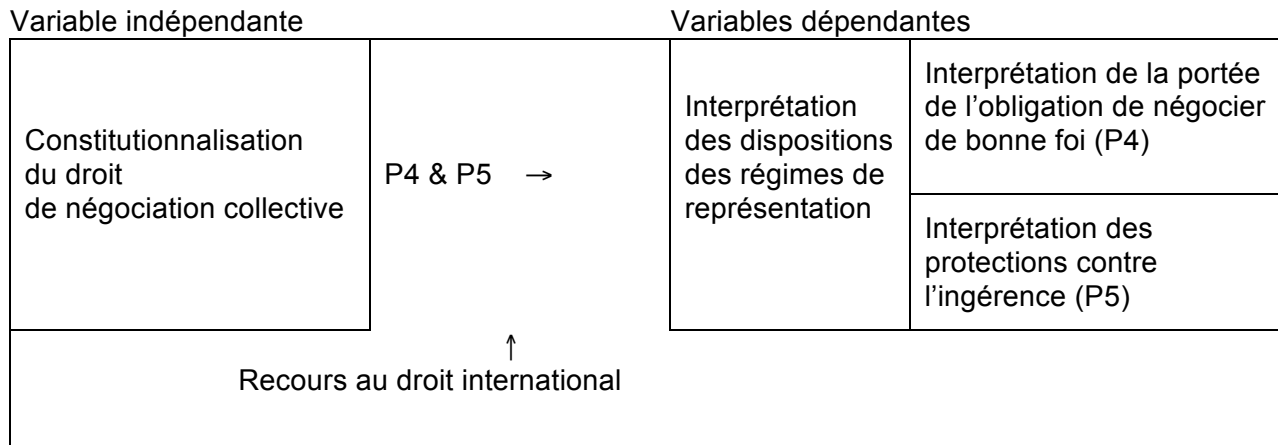 Variable indépendante
Variables dépendantes
Constitutionnalisation
du droit
de négociation collective
P4 & P5 →
Interprétation
des dispositions
des régimes de
représentation
Interprétation de la portée
de l’obligation de négocier
de bonne foi (P4)
Interprétation des
protections contre
l’ingérence (P5)
↑
Recours au droit international